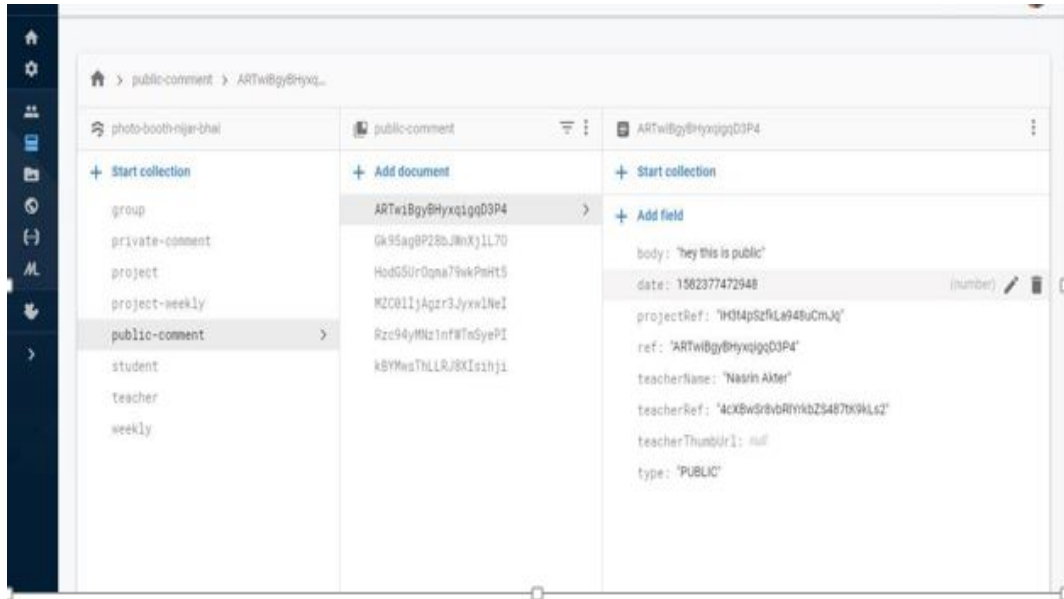 public-comment > ARTwiBgyBHyxq...
photo-booth-nijar-bhai
public-comment
ARTwiBgyBHyxqigqD3P4
+ Start collection
+ Add document
+ Start collection
group
private-comment
project
project-weekly
public-comment
student
teacher
weekly
ARTwiBgyBHyxqigqD3P4
+ Add field
body: "hey this is public"
date: 1582377472948
(number)
projectRef:
ref: "ARTwiBgyBHyxqigqD3P4"
teacherName: "Nasrin Akter"
teacherRef:
teacherThumbUrl: null
type: "PUBLIC"